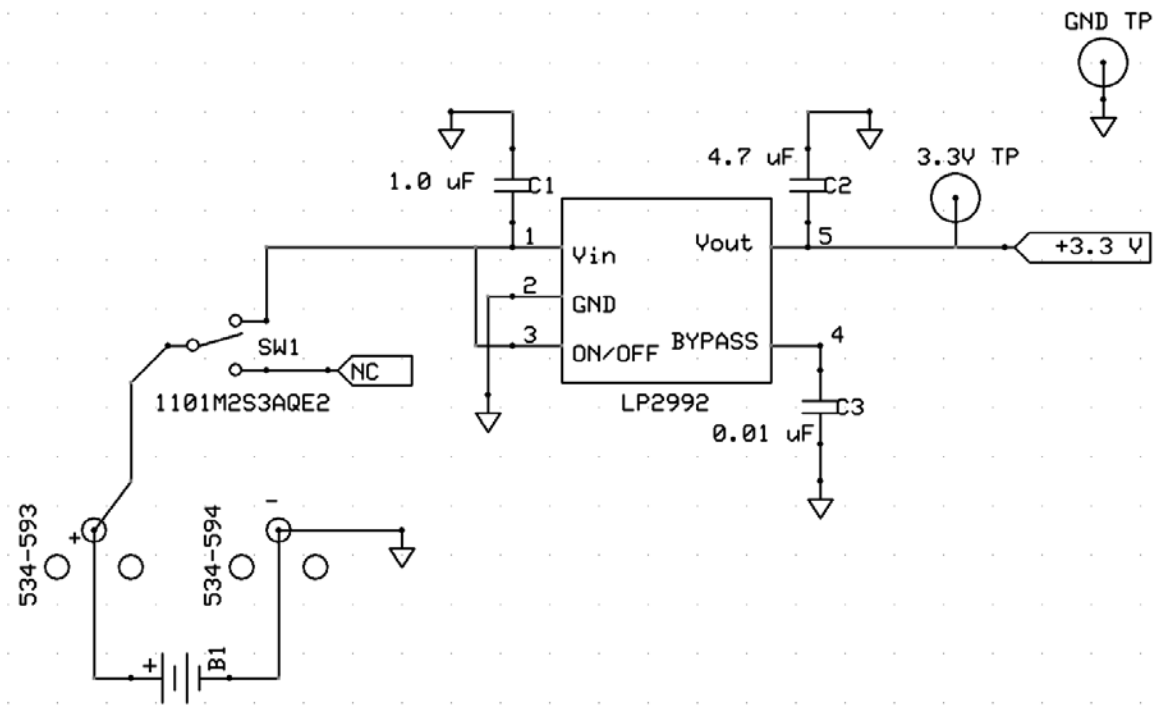 GND TP
4.7 uF
3.3V TP
1.0 uF
C1
C2
1
5
Vin
Vout
+3.3 V
2
GND
3
ON/OFF
BYPASS
4
SW1
NC
1101M2S3AQE2
LP2992
C3
0.01 uF
534-593
+
534-594
-
+
B1